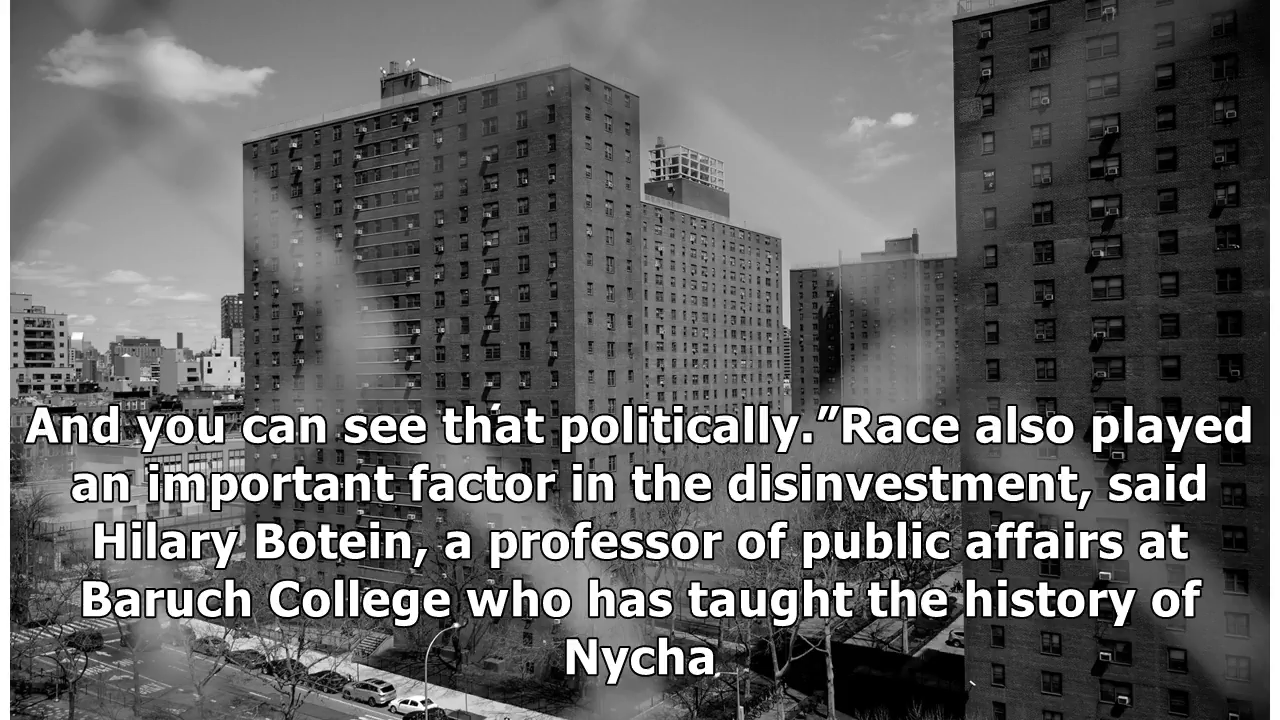 And you can see that politically.”Race also played
an important factor in the disinvestment, said
Hilary Botein, a professor of public affairs at
Baruch College who has taught the history of
Nycha